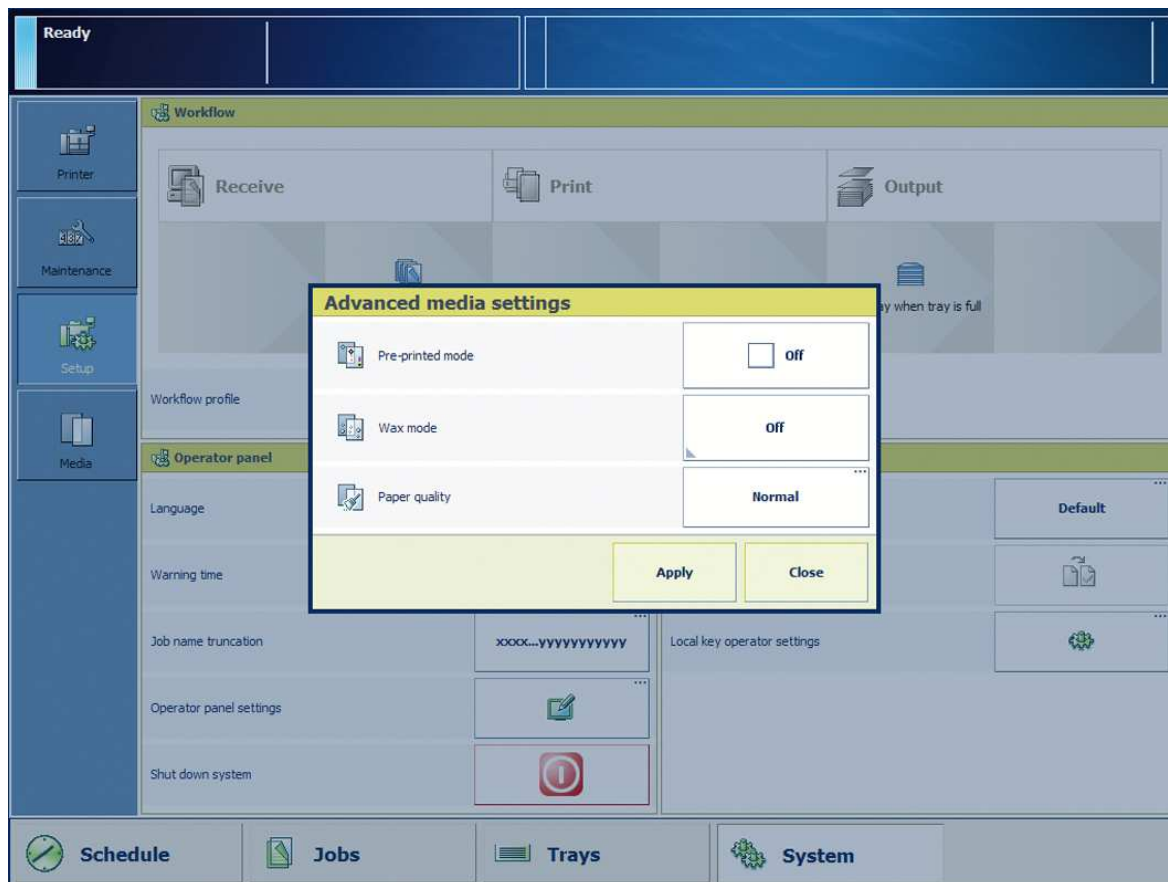 Ready
Printer
Maintenance
Setup
Media
Workflow
Receive
Print
Output
ay when tray is full
Workflow profile
Advanced media settings
Pre-printed mode
Off
Wax mode
Off
Paper quality
Normal
Apply
Close
Operator panel
Language
Default
Warning time
Job name truncation
xxxx...yyyyyyyyyyy
Local key operator settings
Operator panel settings
Shut down system
Schedule
Jobs
Trays
System